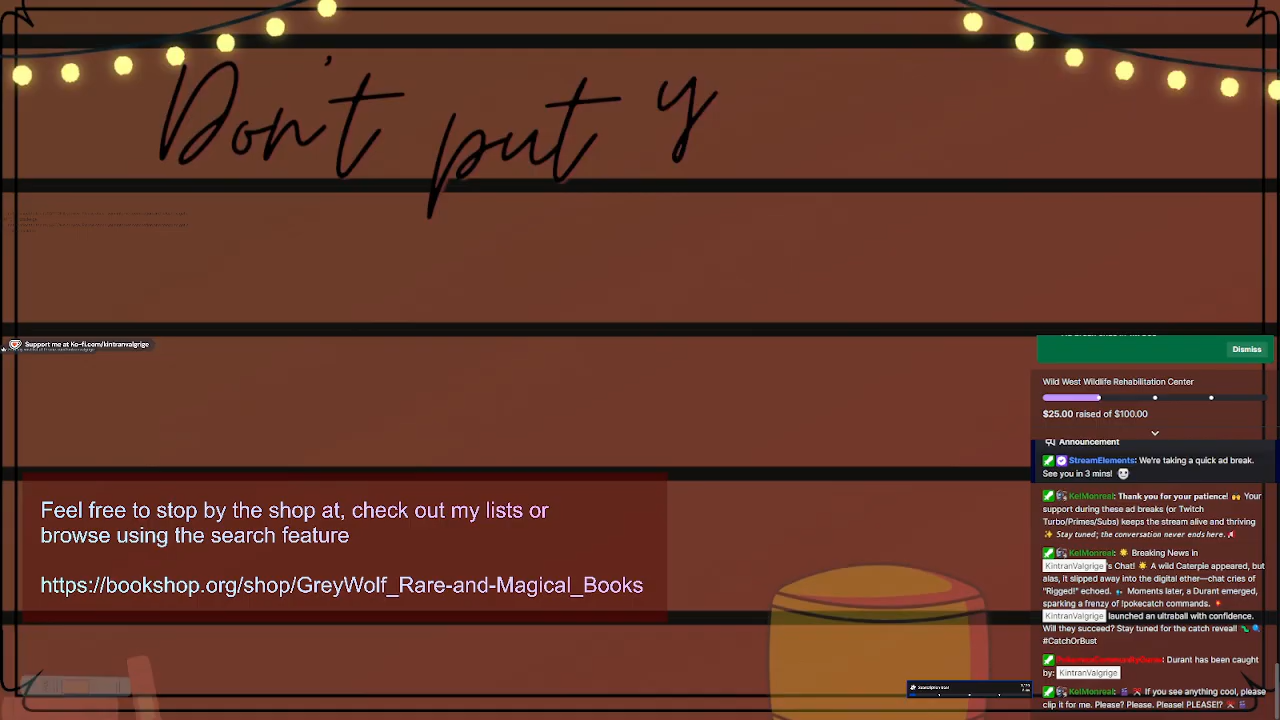 Don't put y
Support me at Ko-fi.com/kintranvalgrige
Dismiss
Wild West Wildlife Rehabilitation Center
$25.00 raised of $100.00
Announcement
StreamElements: We're taking a quick ad break.
See you in 3 mins!
KelMonreal: Thank you for your patience! 🙌 Your
support during these ad breaks (or Twitch
Turbo/Primes/Subs) keeps the stream alive and thriving
✨ Stay tuned; the conversation never ends here.
KelMonreal: 🌟 Breaking News in
KintranValgrige's Chat! 🌟 A wild Caterpie appeared, but
alas, it slipped away into the digital ether—chat cries of
"Rigged!" echoed. Moments later, a Durant emerged,
sparking a frenzy of !pokecatch commands.
KintranValgrige launched an ultraball with confidence.
Will they succeed? Stay tuned for the catch reveal! 🔍
#CatchOrBust
: Durant has been caught
by: KintranValgrige
KelMonreal: If you see anything cool, please
clip it for me. Please? Please. Please! PLEASE!?
Feel free to stop by the shop at, check out my lists or
browse using the search feature
https://bookshop.org/shop/GreyWolf_Rare-and-Magical_Books